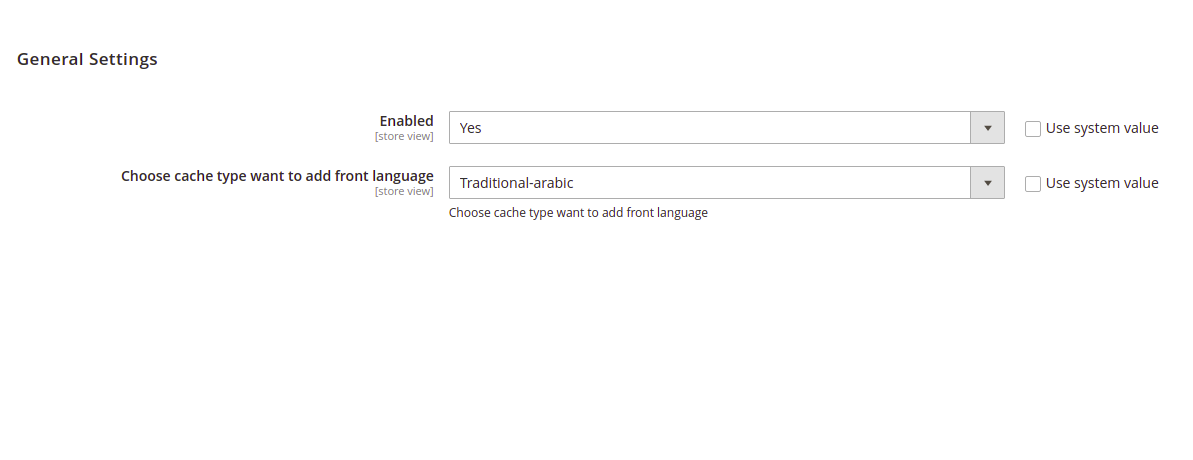 General Settings
Enabled
[store view]
Yes
Use system value
Choose cache type want to add front language
[store view]
Traditional-arabic
Use system value
Choose cache type want to add front language